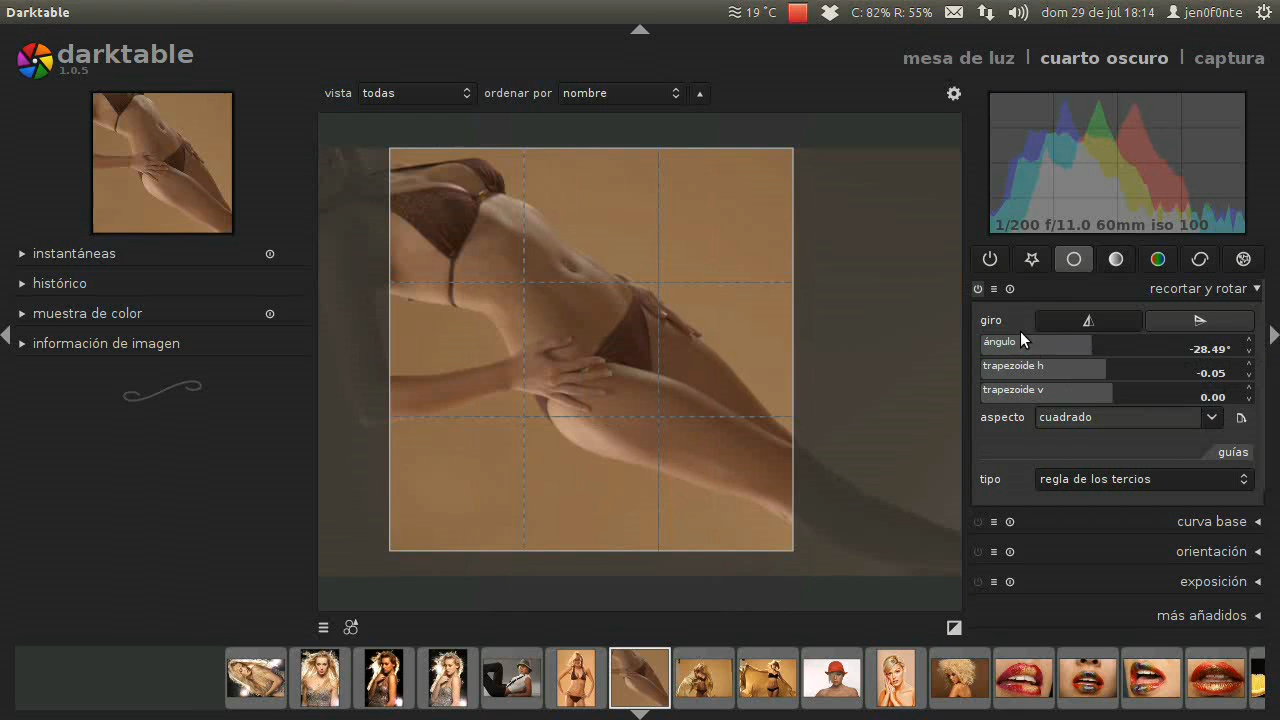 Darktable
19 °C
C: 82% R: 55%
dom 29 de jul 18:14
jen0f0nte
darktable
1.0.5
mesa de luz | cuarto oscuro | captura
vista todas ordenar por nombre
1/200 f/11.0 60mm iso 100
instantáneas
histórico
muestra de color
información de imagen
recortar y rotar
giro
ángulo -28.49°
trapezoide h -0.05
trapezoide v 0.00
aspecto cuadrado
guías
tipo regla de los tercios
curva base
orientación
exposición
más añadidos